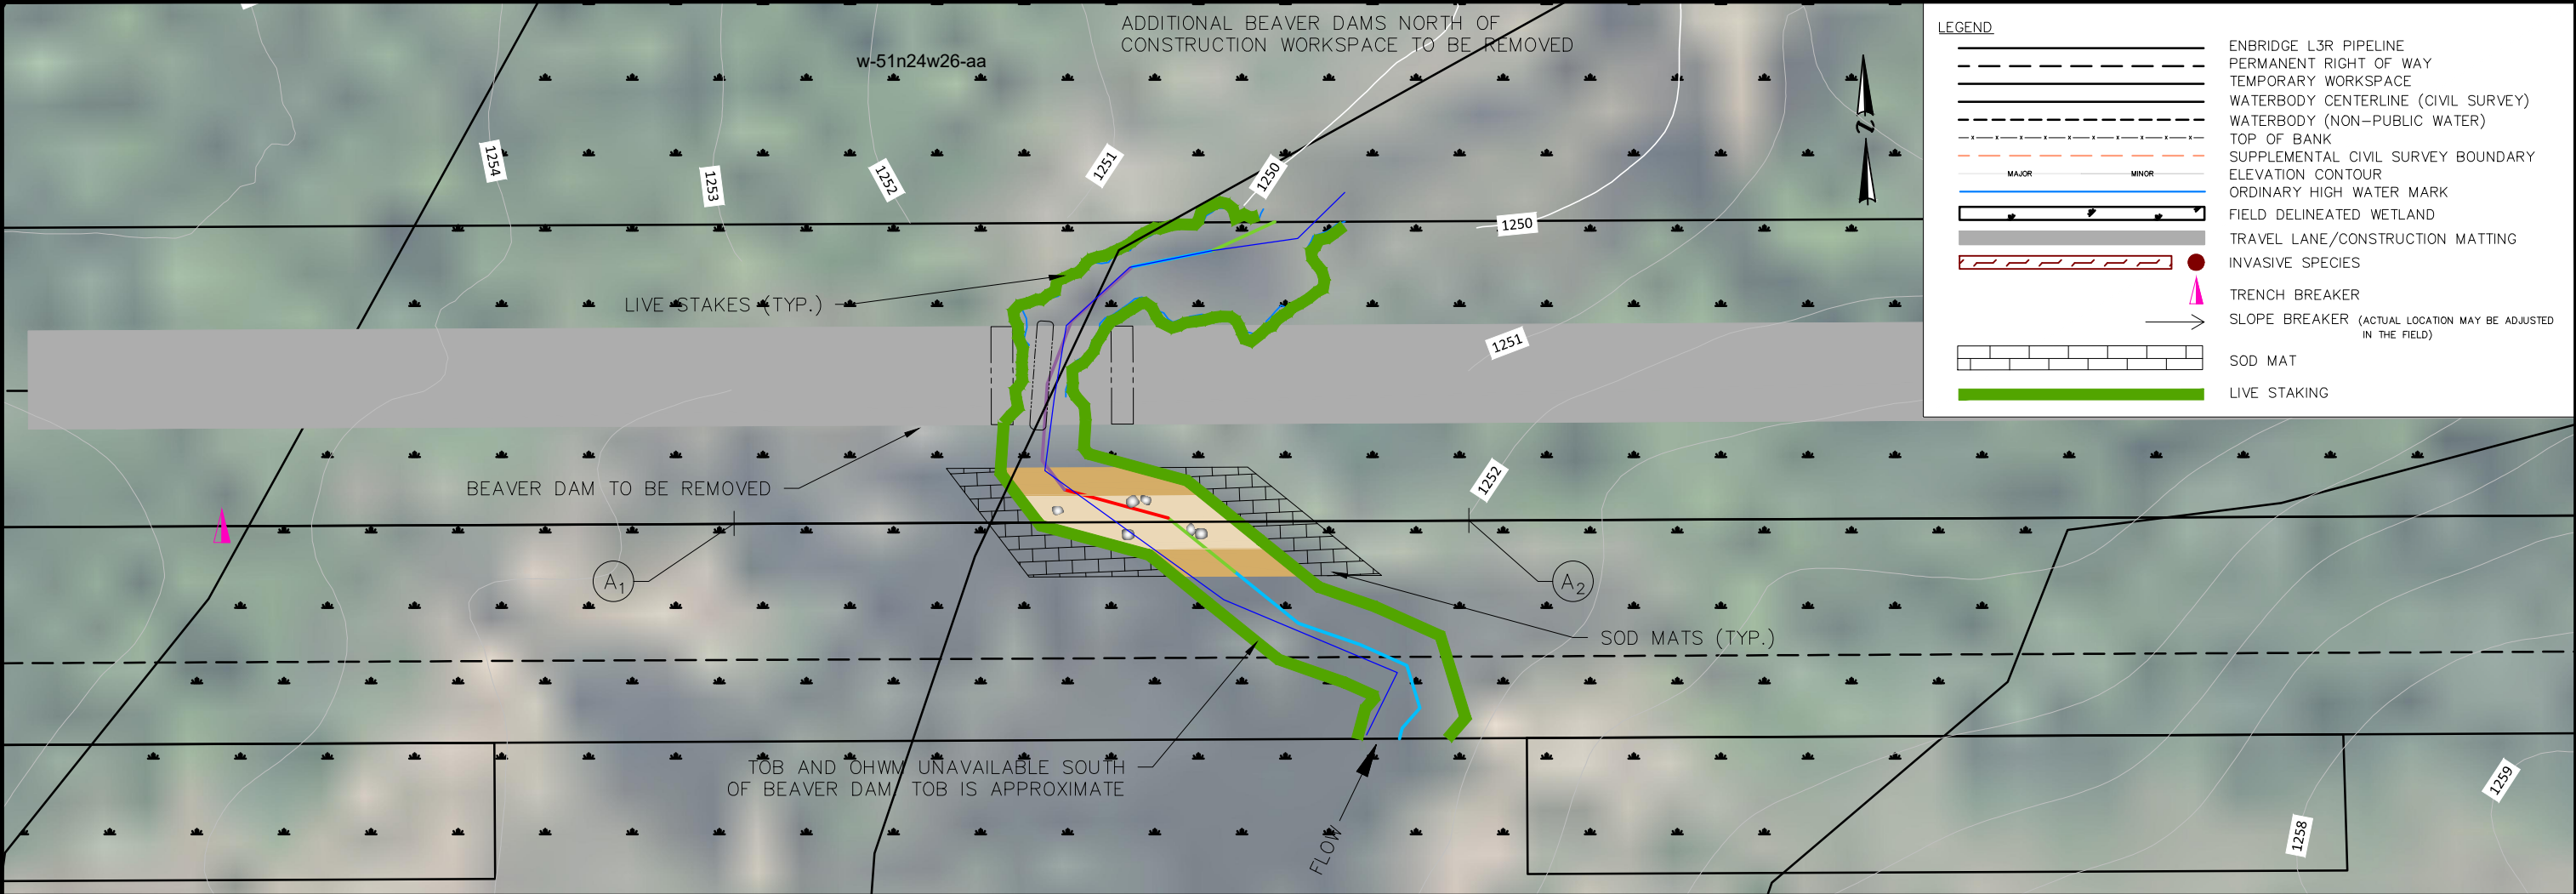 ADDITIONAL BEAVER DAMS NORTH OF
CONSTRUCTION WORKSPACE TO BE REMOVED
w-51n24w26-aa
1254
1253
1252
1251
1250
1250
LIVE STAKES (TYP.)
1251
BEAVER DAM TO BE REMOVED
1252
A1
A2
SOD MATS (TYP.)
TOB AND OHWM UNAVAILABLE SOUTH
OF BEAVER DAM. TOB IS APPROXIMATE
FLOW
1258
1259
N
LEGEND
ENBRIDGE L3R PIPELINE
PERMANENT RIGHT OF WAY
TEMPORARY WORKSPACE
WATERBODY CENTERLINE (CIVIL SURVEY)
WATERBODY (NON-PUBLIC WATER)
TOP OF BANK
SUPPLEMENTAL CIVIL SURVEY BOUNDARY
MAJOR MINOR ELEVATION CONTOUR
ORDINARY HIGH WATER MARK
FIELD DELINEATED WETLAND
TRAVEL LANE/CONSTRUCTION MATTING
INVASIVE SPECIES
TRENCH BREAKER
SLOPE BREAKER (ACTUAL LOCATION MAY BE ADJUSTED
IN THE FIELD)
SOD MAT
LIVE STAKING